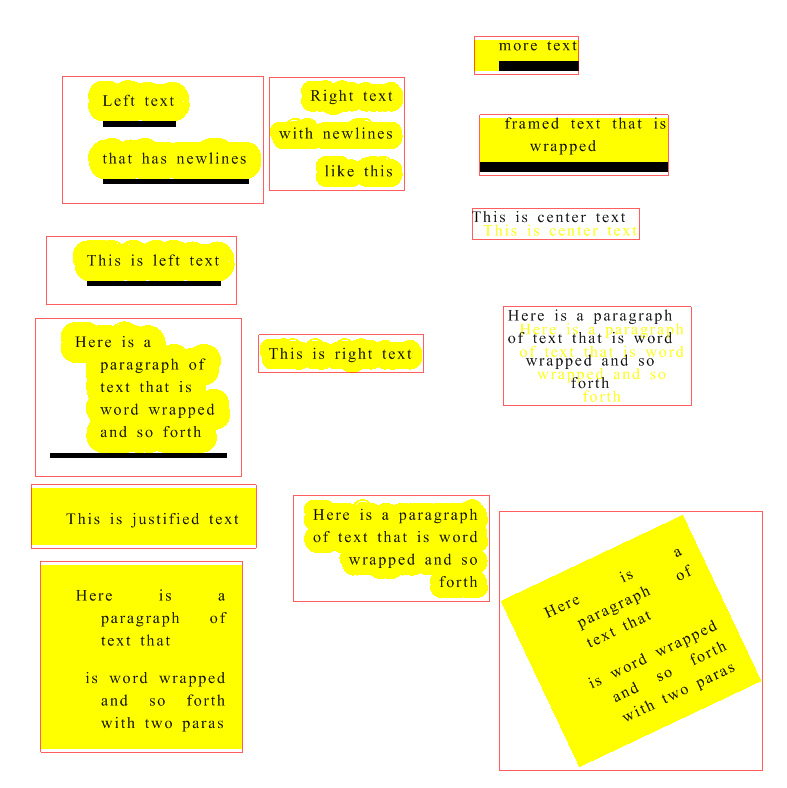 more text
Left text
that has newlines
Right text
with newlines
like this
framed text that is
wrapped
This is center text
This is center text
This is left text
Here is a paragraph
of text that is word
wrapped and so
forth
Here is a paragraph
of text that is word
wrapped and so
forth
Here is a
paragraph of
text that is
word wrapped
and so forth
This is right text
This is justified text
Here is a paragraph
of text that is word
wrapped and so
forth
Here is a
paragraph of
text that
is word wrapped
and so forth
with two paras
Here is a
paragraph of
text that
is word wrapped
and so forth
with two paras